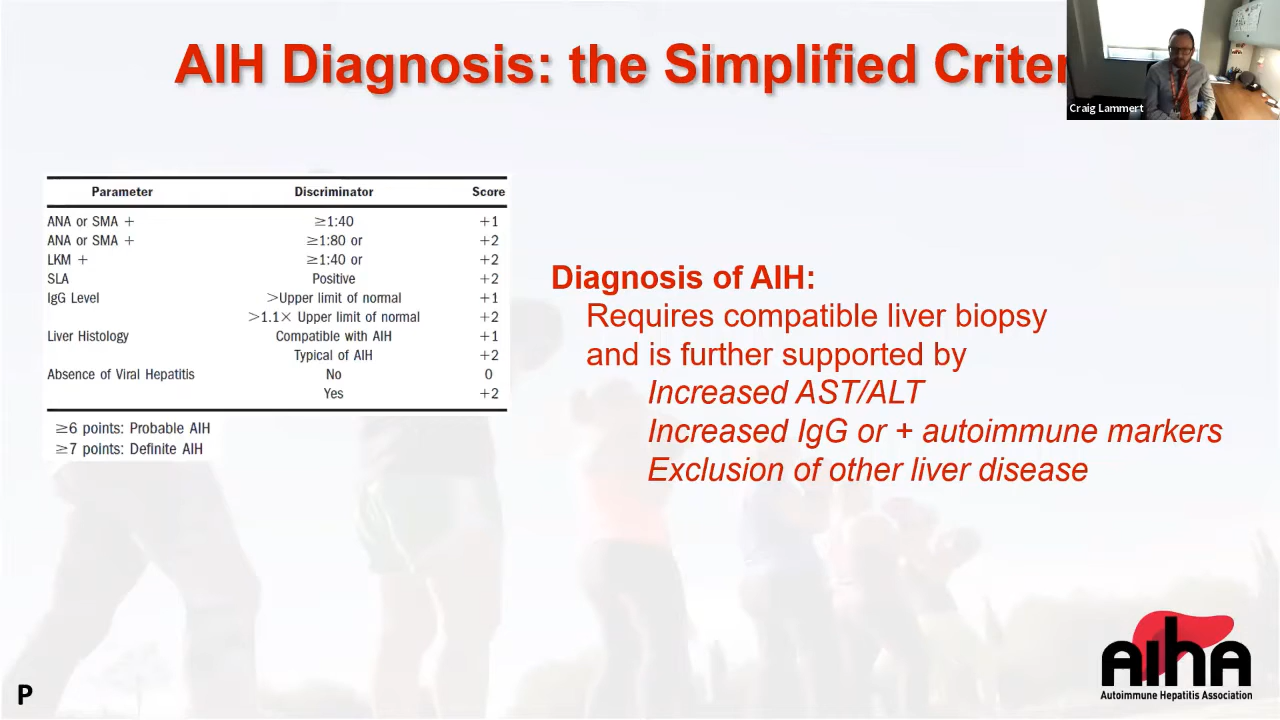 AIH Diagnosis: the Simplified Criter
Craig Lammert
Parameter Discriminator Score
ANA or SMA + ≥1:40 +1
ANA or SMA + ≥1:80 or +2
LKM + ≥1:40 or +2
SLA Positive +2
IgG Level >Upper limit of normal +1
>1.1× Upper limit of normal +2
Liver Histology Compatible with AIH +1
Typical of AIH +2
Absence of Viral Hepatitis No 0
Yes +2
≥6 points: Probable AIH
≥7 points: Definite AIH
Diagnosis of AIH:
Requires compatible liver biopsy
and is further supported by
Increased AST/ALT
Increased IgG or + autoimmune markers
Exclusion of other liver disease
P
AIHA
Autoimmune Hepatitis Association